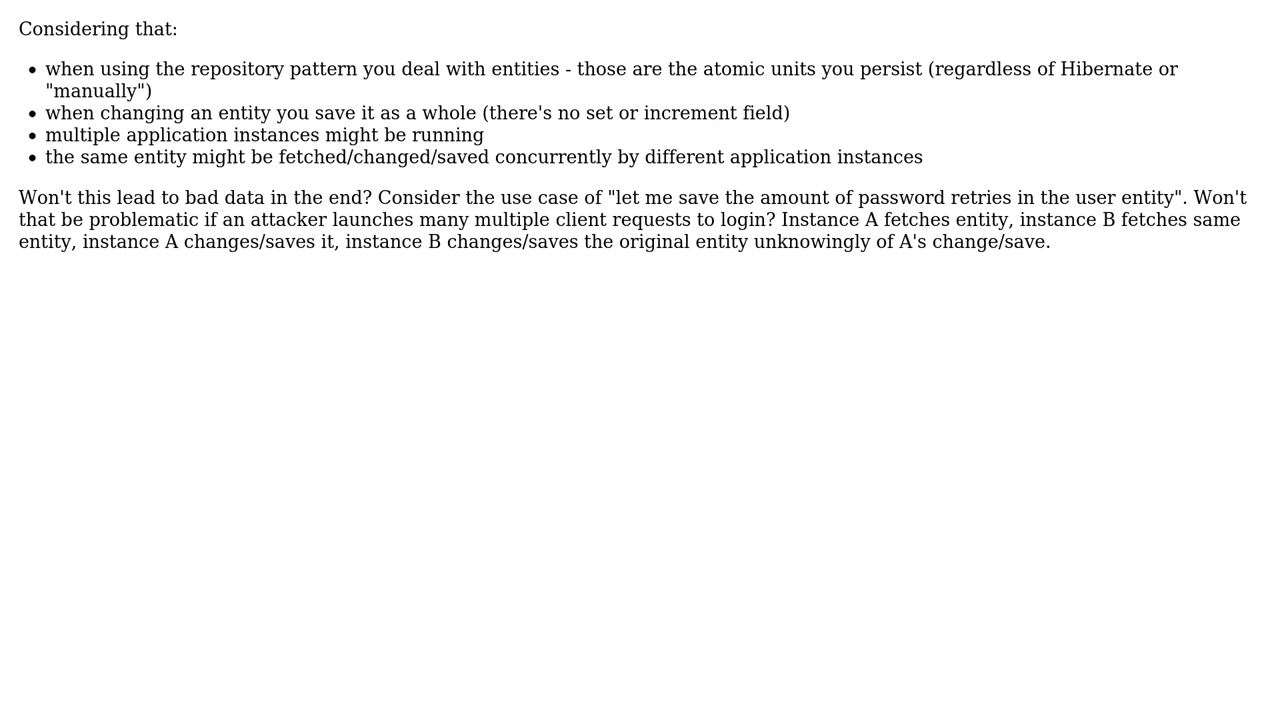 Considering that:
• when using the repository pattern you deal with entities - those are the atomic units you persist (regardless of Hibernate or
"manually")
• when changing an entity you save it as a whole (there's no set or increment field)
• multiple application instances might be running
• the same entity might be fetched/changed/saved concurrently by different application instances
Won't this lead to bad data in the end? Consider the use case of "let me save the amount of password retries in the user entity". Won't
that be problematic if an attacker launches many multiple client requests to login? Instance A fetches entity, instance B fetches same
entity, instance A changes/saves it, instance B changes/saves the original entity unknowingly of A's change/save.